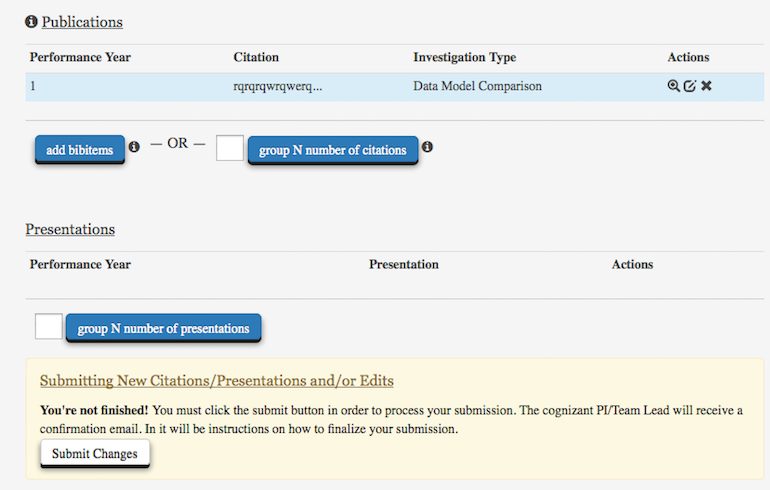 Publications
Performance Year Citation Investigation Type Actions
1 rqrqrqwrqwerq... Data Model Comparison
add bibitems — OR — group N number of citations
Presentations
Performance Year Presentation Actions
group N number of presentations
Submitting New Citations/Presentations and/or Edits
You're not finished! You must click the submit button in order to process your submission. The cognizant PI/Team Lead will receive a
confirmation email. In it will be instructions on how to finalize your submission.
Submit Changes